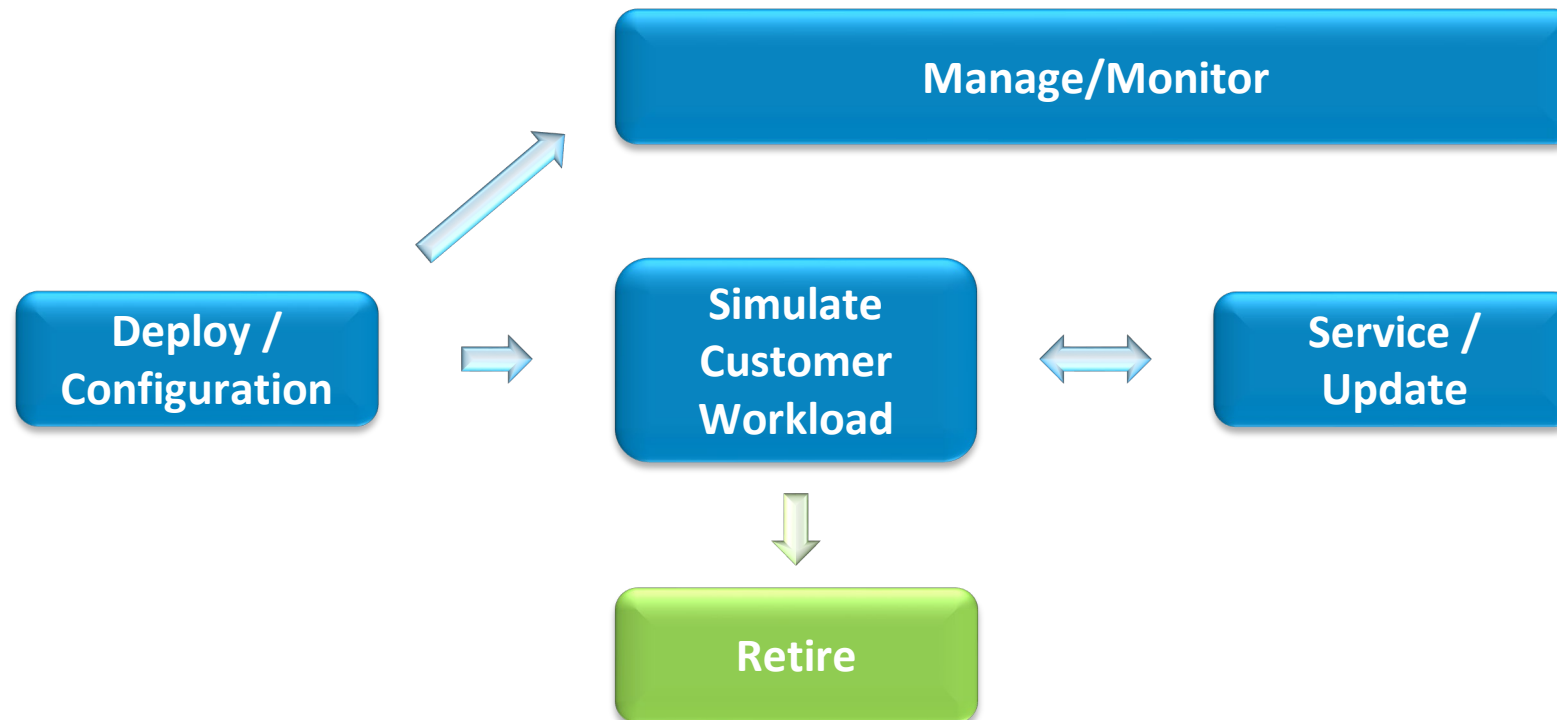 Manage/Monitor
Deploy /
Configuration
Simulate
Customer
Workload
Service /
Update
Retire